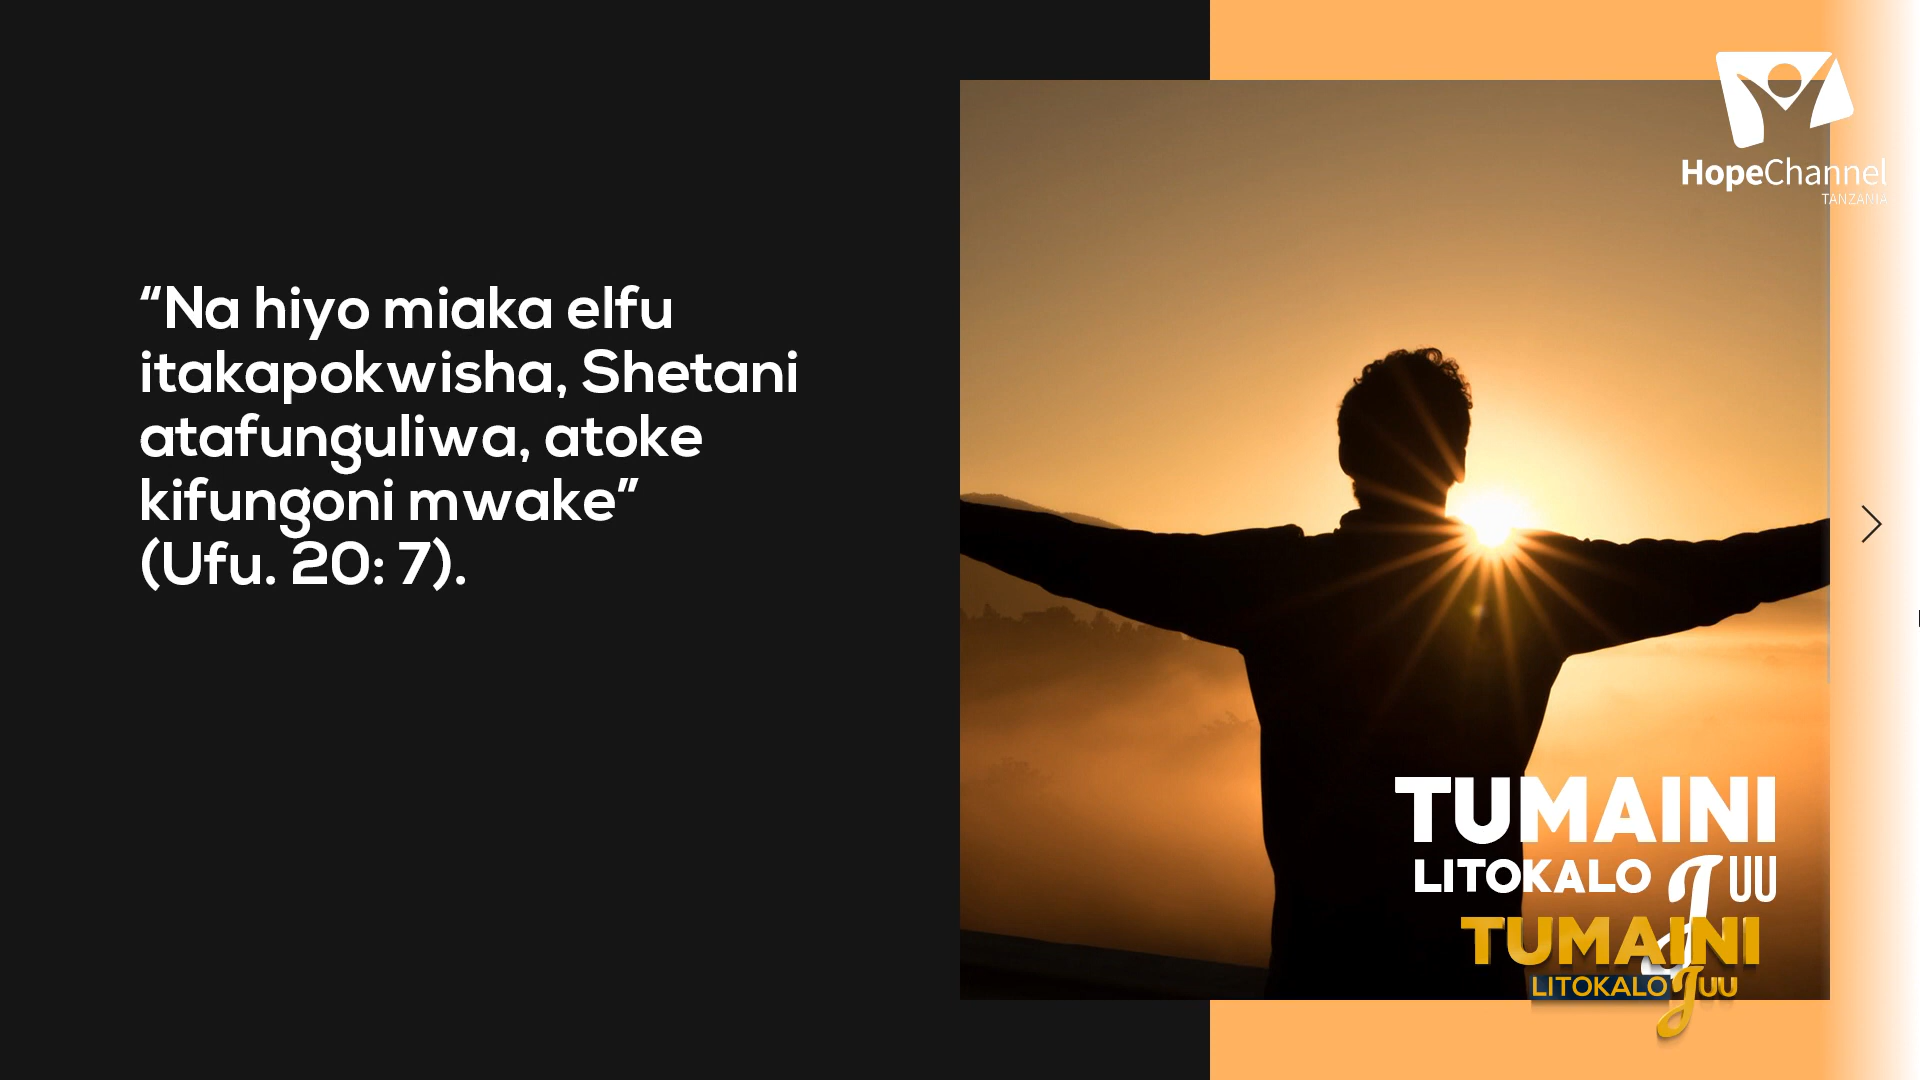 “Na hiyo miaka elfu
itakapokwisha, Shetani
atafunguliwa, atoke
kifungoni mwake”
(Ufu. 20: 7).
HopeChannel
TANZANIA
TUMAINI
LITOKALO JUU
TUMAINI
LITOKALO JUU